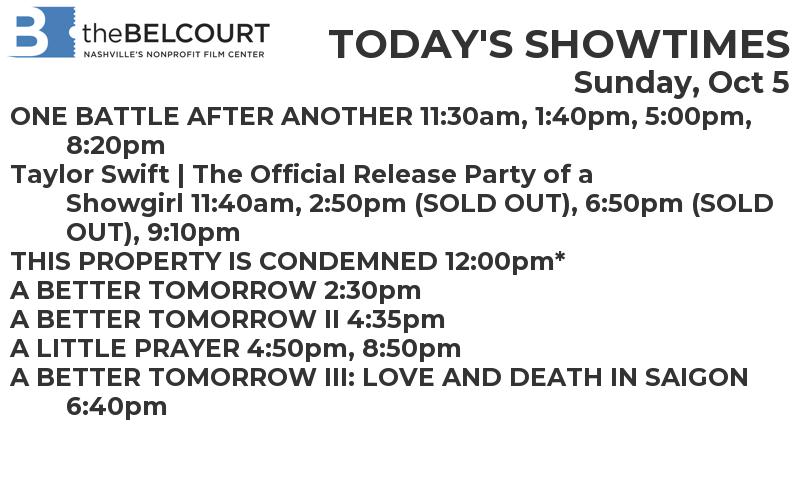 B theBELCOURT
NASHVILLE'S NONPROFIT FILM CENTER
TODAY'S SHOWTIMES
Sunday, Oct 5
ONE BATTLE AFTER ANOTHER 11:30am, 1:40pm, 5:00pm,
8:20pm
Taylor Swift | The Official Release Party of a
Showgirl 11:40am, 2:50pm (SOLD OUT), 6:50pm (SOLD
OUT), 9:10pm
THIS PROPERTY IS CONDEMNED 12:00pm*
A BETTER TOMORROW 2:30pm
A BETTER TOMORROW II 4:35pm
A LITTLE PRAYER 4:50pm, 8:50pm
A BETTER TOMORROW III: LOVE AND DEATH IN SAIGON
6:40pm